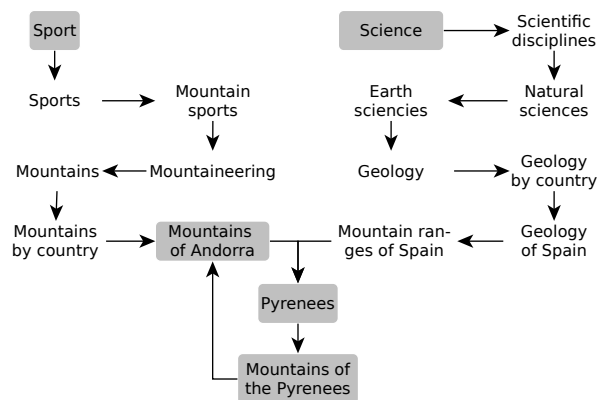 Sport
Science
Scientific
disciplines
Sports
Mountain
sports
Earth
sciencies
Natural
sciences
Mountains
Mountaineering
Geology
Geology
by country
Mountains
by country
Mountains
of Andorra
Mountain ran-
ges of Spain
Geology
of Spain
Pyrenees
Mountains of
the Pyrenees